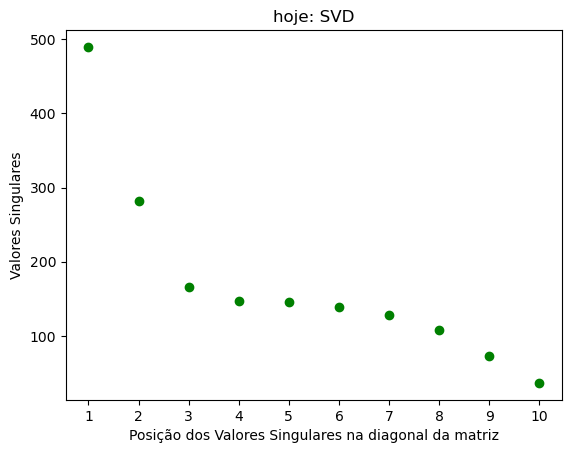 hoje: SVD
Valores Singulares
500
400
300
200
100
1 2 3 4 5 6 7 8 9 10
Posição dos Valores Singulares na diagonal da matriz